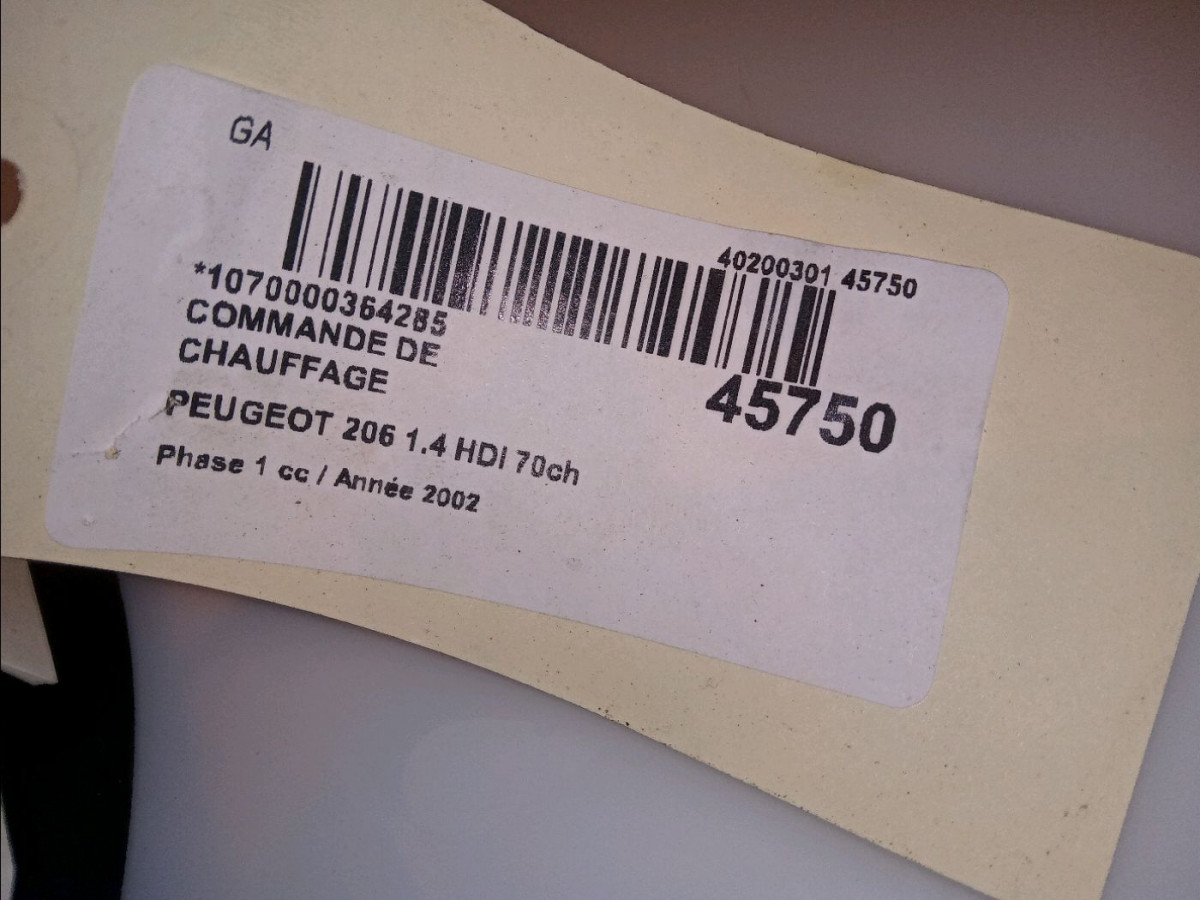 GA
40200301 45750
*1070000364285
COMMANDE DE
CHAUFFAGE
45750
PEUGEOT 206 1.4 HDI 70ch
Phase 1 cc / Année 2002